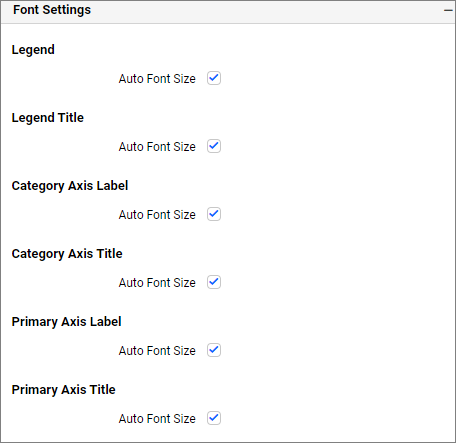 Font Settings
Legend
Auto Font Size
Legend Title
Auto Font Size
Category Axis Label
Auto Font Size
Category Axis Title
Auto Font Size
Primary Axis Label
Auto Font Size
Primary Axis Title
Auto Font Size